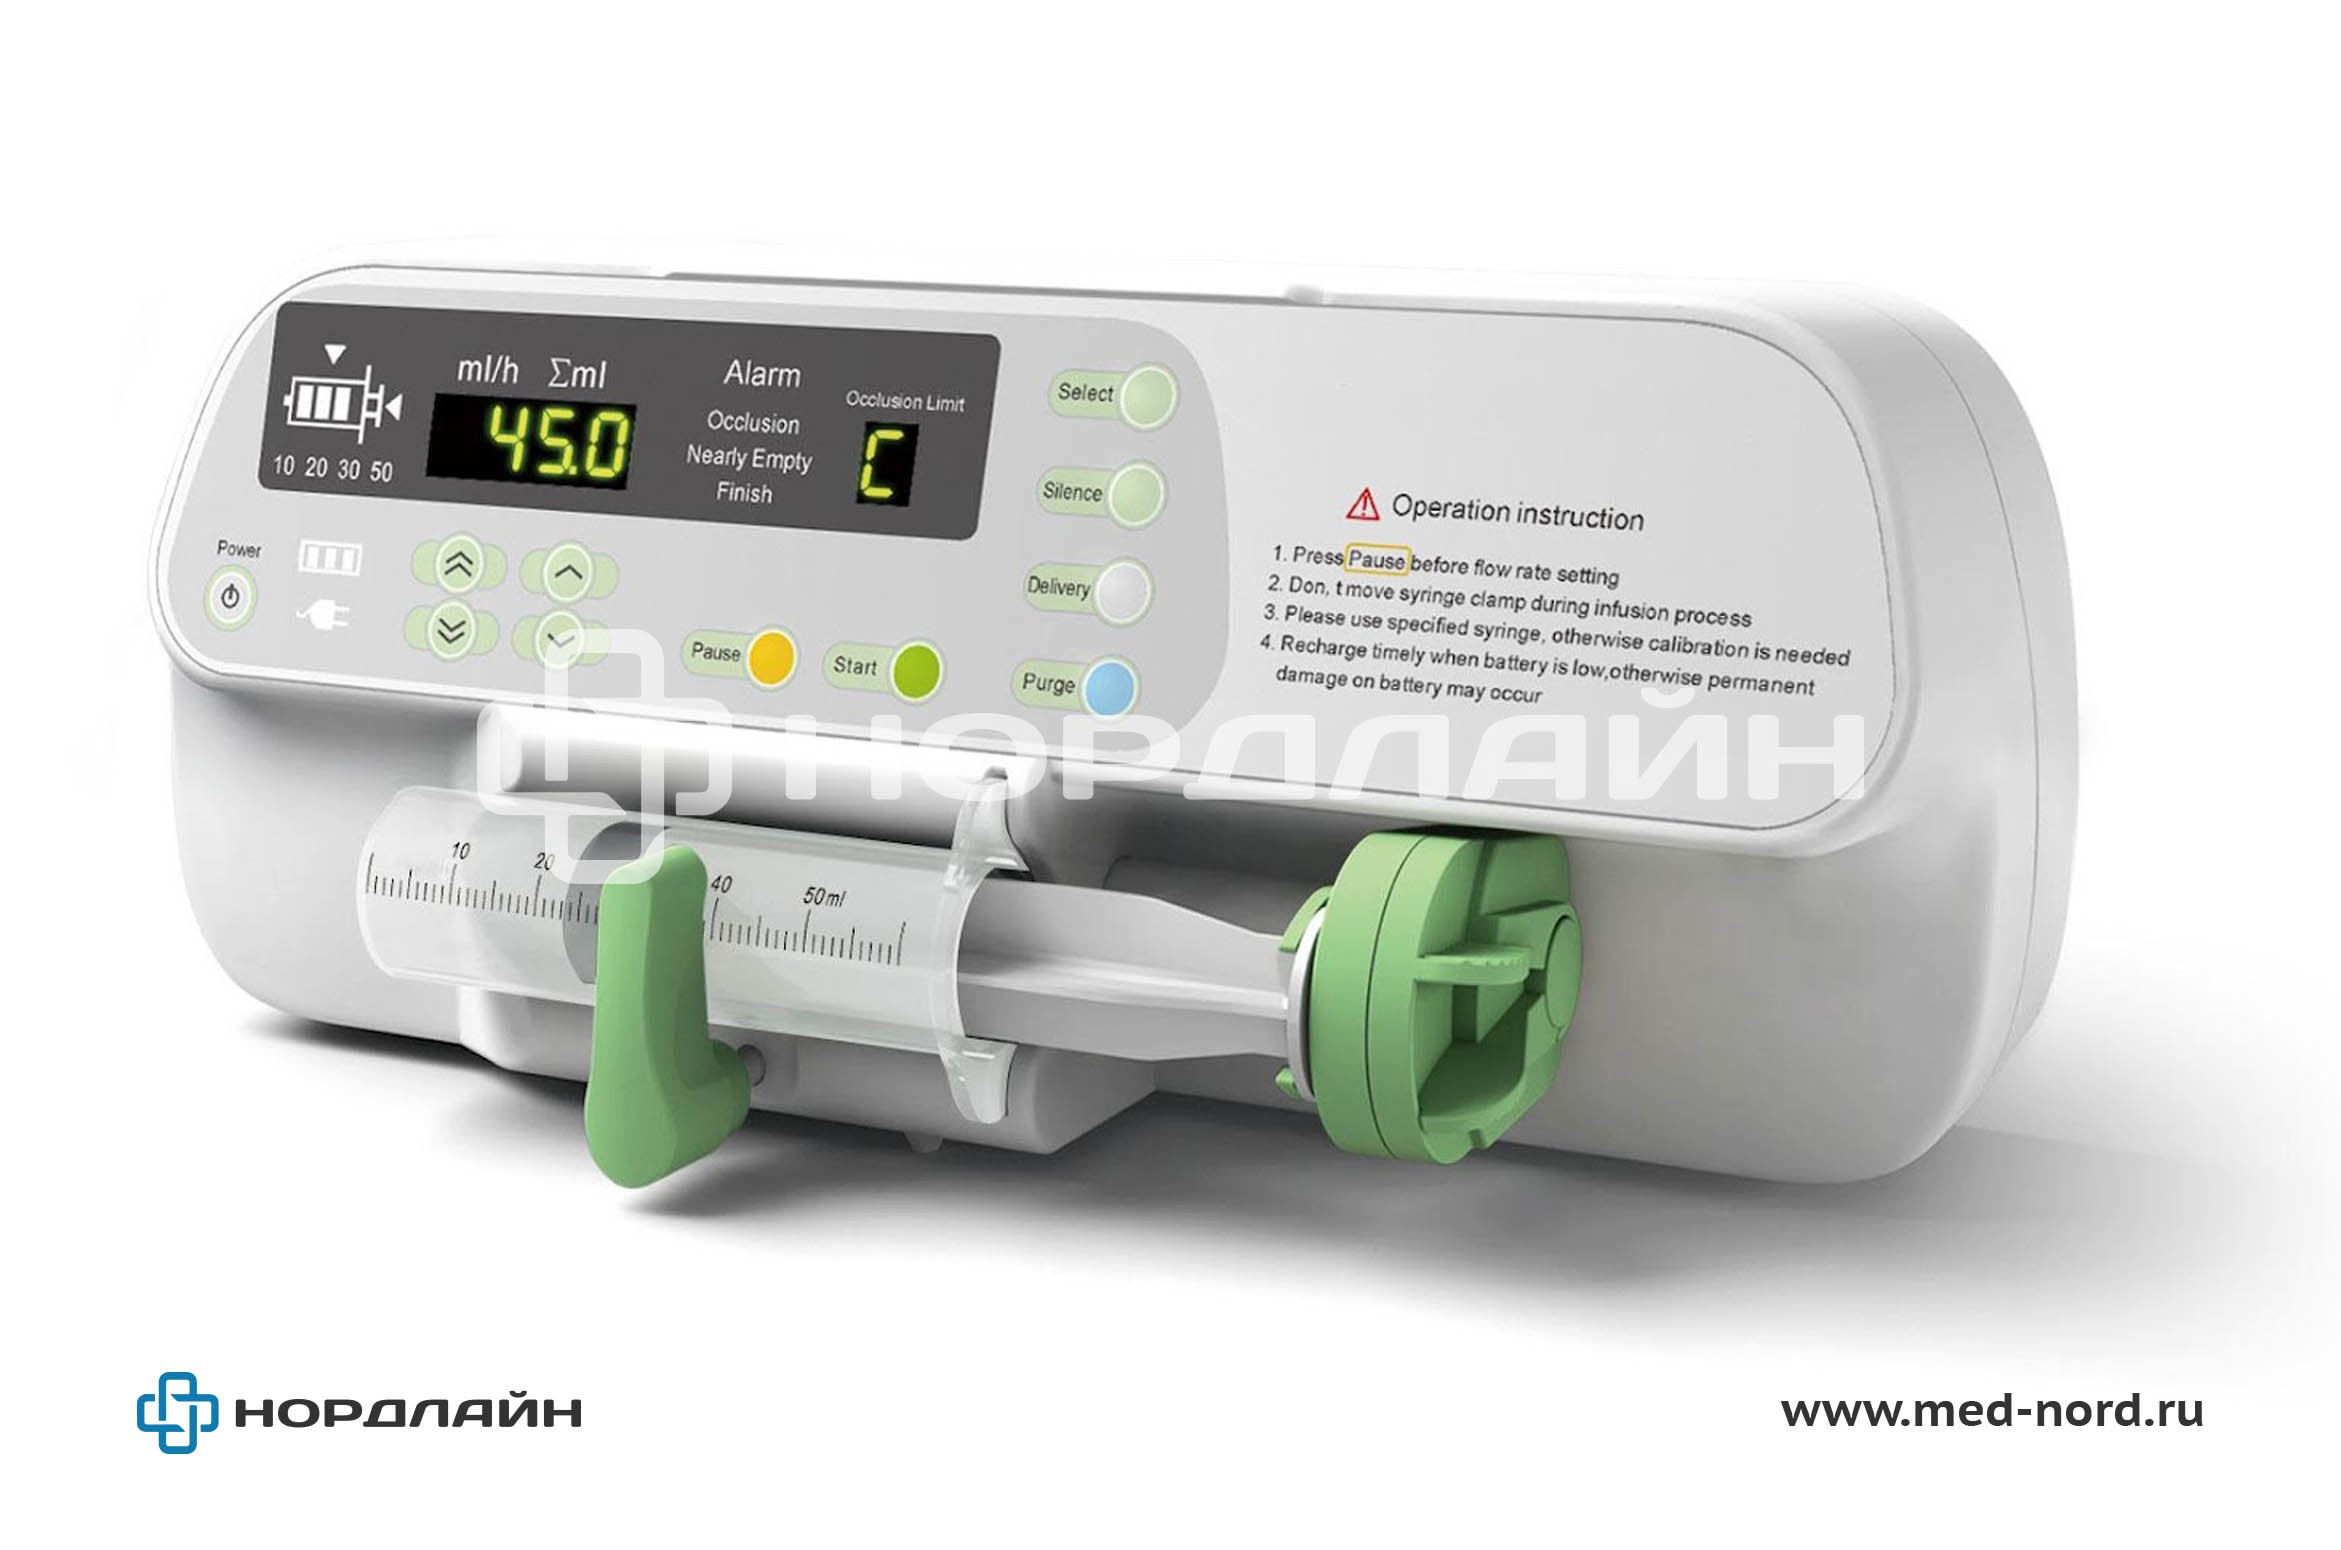 ml/h Σml
45.0
10 20 30 50
Alarm
Occlusion
Nearly Empty
Finish
Occlusion Limit
C
Select
Silence
Delivery
Purge
Power
Pause
Start
Operation instruction
1. Press Pause before flow rate setting
2. Don, t move syringe clamp during infusion process
3. Please use specified syringe, otherwise calibration is needed
4. Recharge timely when battery is low,otherwise permanent
damage on battery may occur
НОРДЛАЙН
10 20 40 50ml
НОРДЛАЙН
www.med-nord.ru